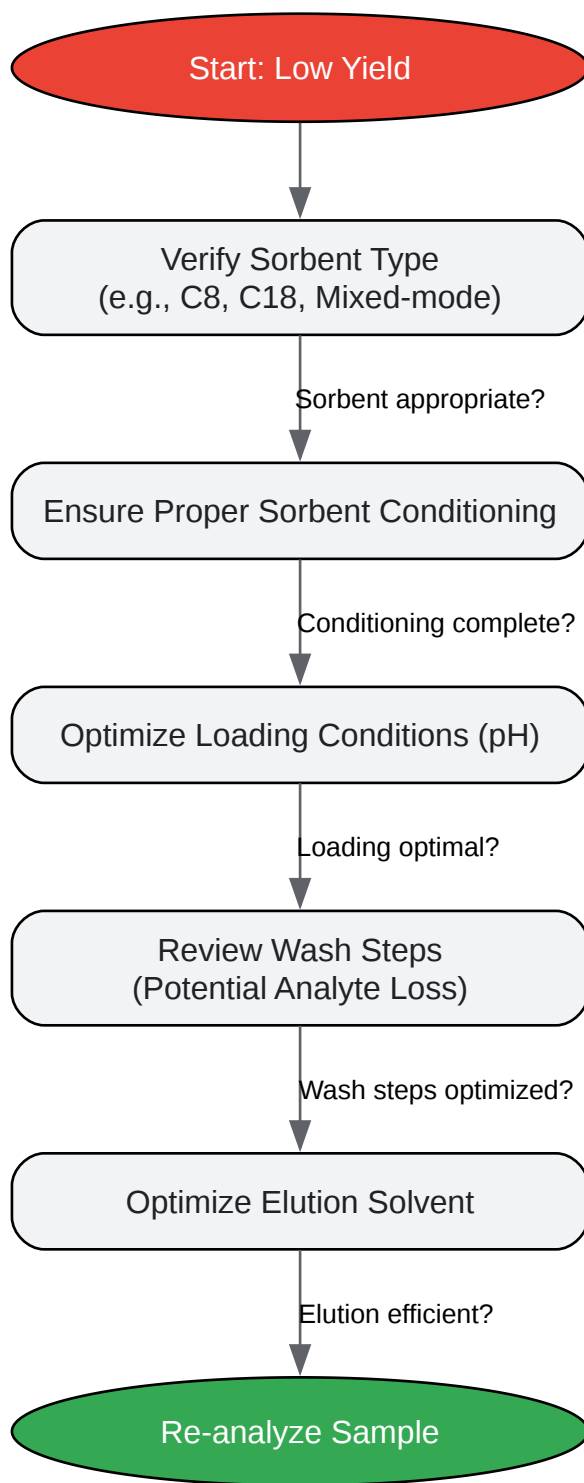 Start: Low Yield
Verify Sorbent Type
(e.g., C8, C18, Mixed-mode)
Sorbent appropriate?
Ensure Proper Sorbent Conditioning
Conditioning complete?
Optimize Loading Conditions (pH)
Loading optimal?
Review Wash Steps
(Potential Analyte Loss)
Wash steps optimized?
Optimize Elution Solvent
Elution efficient?
Re-analyze Sample